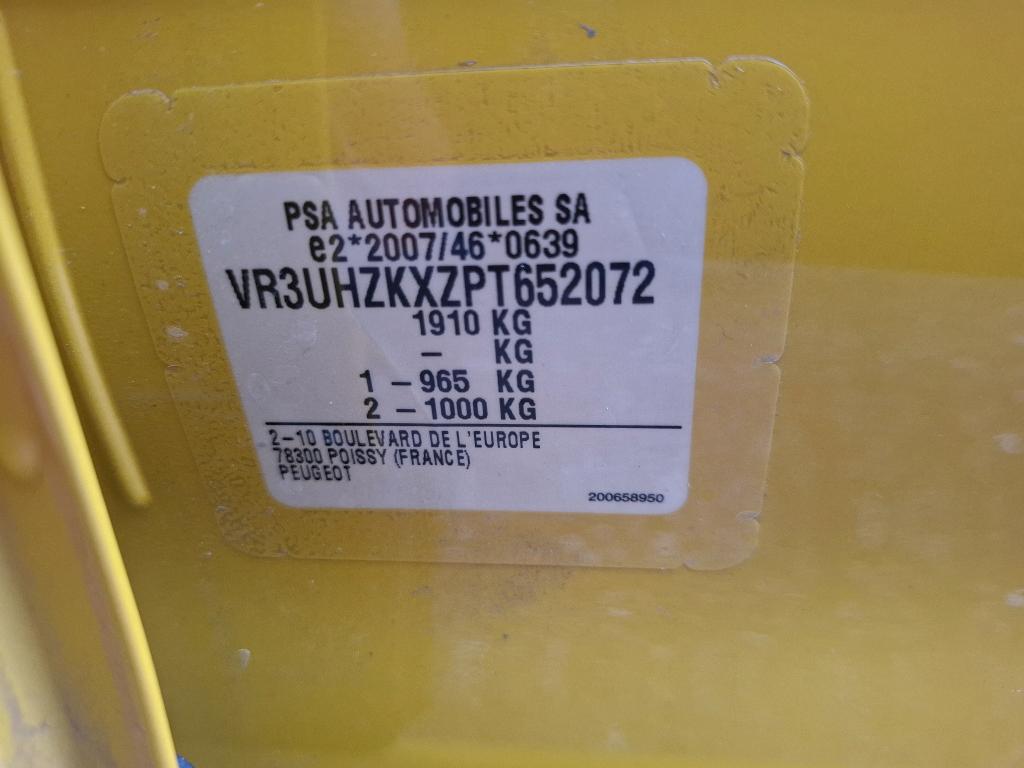 PSA AUTOMOBILES SA
e2*2007/46*0639
VR3UHZKXZPT652072
1910 KG
– KG
1 – 965 KG
2 – 1000 KG
2–10 BOULEVARD DE L'EUROPE
78300 POISSY (FRANCE)
PEUGEOT
200658950